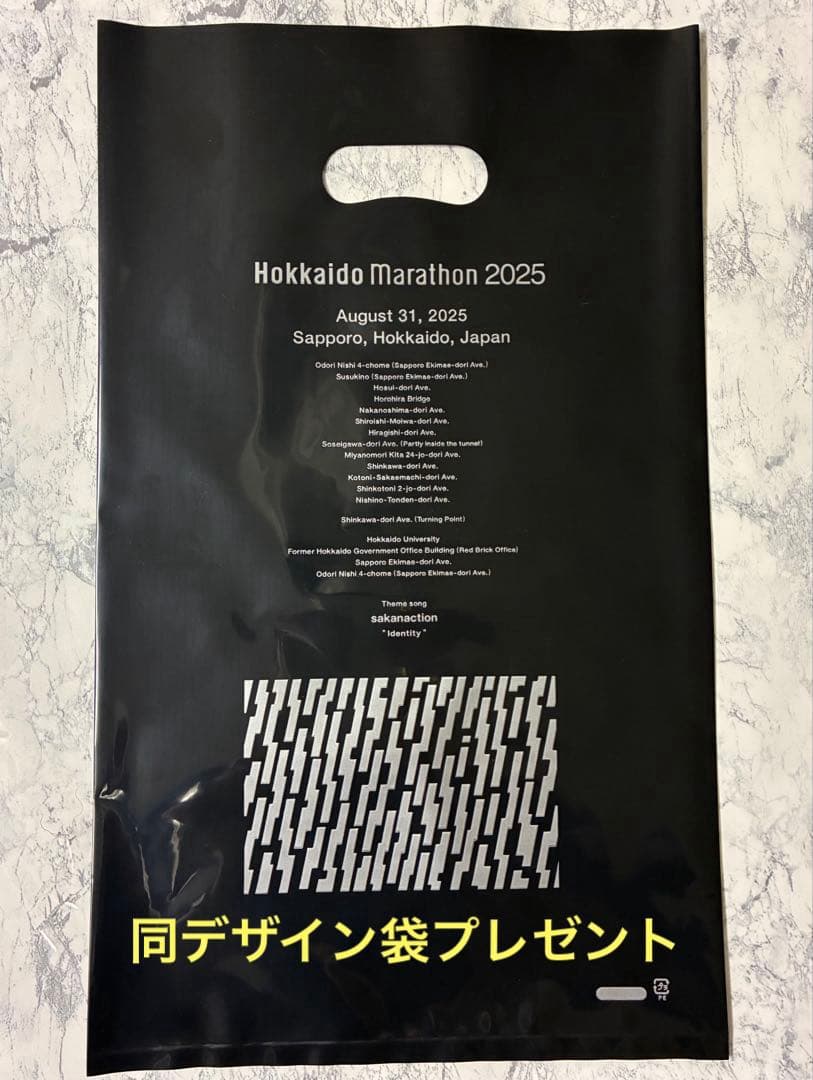 Hokkaido Marathon 2025
August 31, 2025
Sapporo, Hokkaido, Japan
Odori Nishi 4-chome (Sapporo Ekimae-dori Ave.)
Susukino (Sapporo Ekimae-dori Ave.)
Hosui-dori Ave.
Horohira Bridge
Nakanoshima-dori Ave.
Shiroishi-Moiwa-dori Ave.
Hiragishi-dori Ave.
Soseigawa-dori Ave. (Partly inside the tunnel)
Miyanomori Kita 24-jo-dori Ave.
Shinkawa-dori Ave.
Kotoni-Sakaemachi-dori Ave.
Shinkotoni 2-jo-dori Ave.
Nishino-Tonden-dori Ave.
Shinkawa-dori Ave. (Turning Point)
Hokkaido University
Former Hokkaido Government Office Building (Red Brick Office)
Sapporo Ekimae-dori Ave.
Odori Nishi 4-chome (Sapporo Ekimae-dori Ave.)
Theme song
sakanaction
"Identity"
同デザイン袋プレゼント
プラ
PE